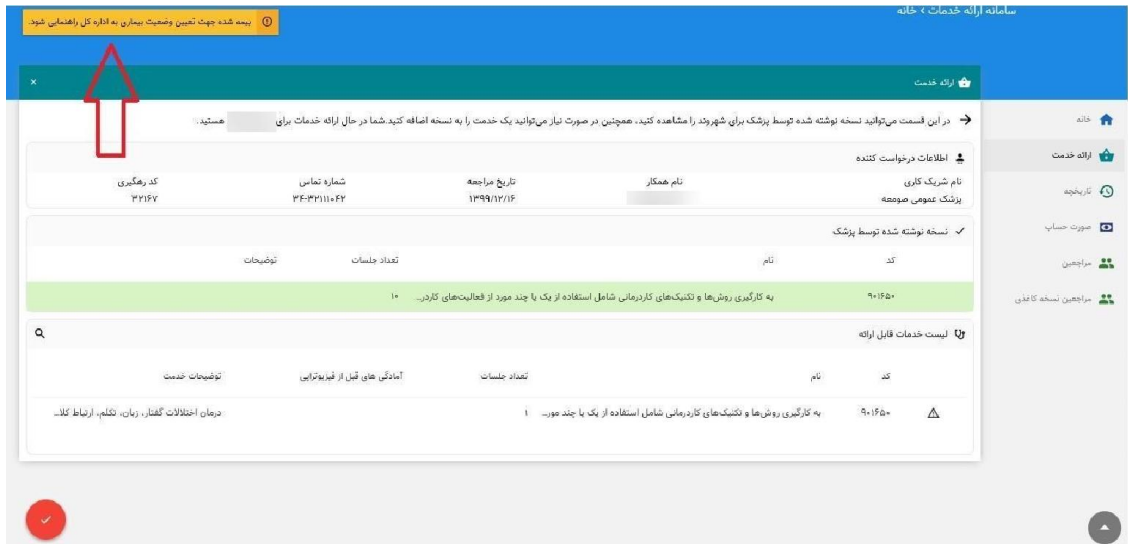 سامانه ارائه خدمات › خانه
بیمه شده جهت تعیین وضعیت بیماری به اداره کل راهنمایی شود.
ارائه خدمت
×
در این قسمت می‌توانید نسخه نوشته شده توسط پزشک برای شهروند را مشاهده کنید، همچنین در صورت نیاز می‌توانید یک خدمت را به نسخه اضافه کنید.شما در حال ارائه خدمات برای هستید.
خانه
ارائه خدمت
تاریخچه
صورت حساب
مراجعین
مراجعین نسخه کاغذی
اطلاعات درخواست کننده
نام شریک کاری نام همکار تاریخ مراجعه شماره تماس کد رهگیری
پزشک عمومی صومعه ۱۳۹۹/۱۲/۱۶ ۳۴-۳۲۱۱۱۰۴۲ ۳۲۱۶۷
نسخه نوشته شده توسط پزشک
کد نام تعداد جلسات توضیحات
۹۰۱۶۵۰ به کارگیری روش‌ها و تکنیک‌های کاردرمانی شامل استفاده از یک یا چند مورد از فعالیت‌های کاردر... ۱۰
لیست خدمات قابل ارائه
کد نام تعداد جلسات آمادگی های قبل از فیزیوتراپی توضیحات خدمت
۹۰۱۶۵۰ به کارگیری روش‌ها و تکنیک‌های کاردرمانی شامل استفاده از یک یا چند مور... ۱ درمان اختلالات گفتار، زبان، تکلم، ارتباط کلا...